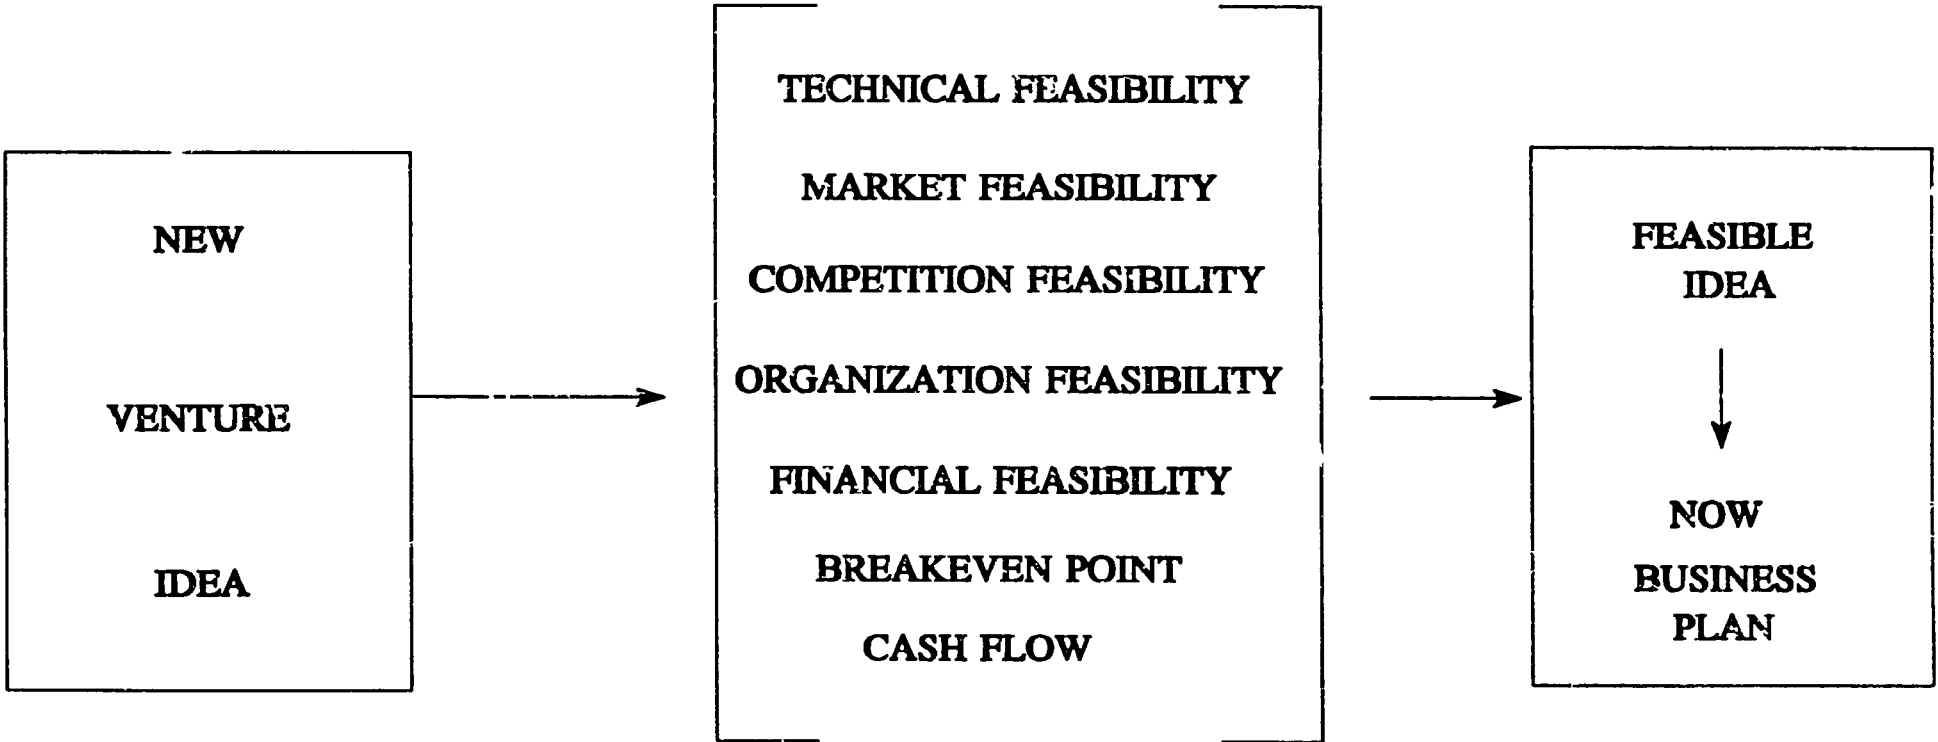 NEW
VENTURE
IDEA
TECHNICAL FEASIBILITY
MARKET FEASIBILITY
COMPETITION FEASIBILITY
ORGANIZATION FEASIBILITY
FINANCIAL FEASIBILITY
BREAKEVEN POINT
CASH FLOW
FEASIBLE
IDEA
NOW
BUSINESS
PLAN